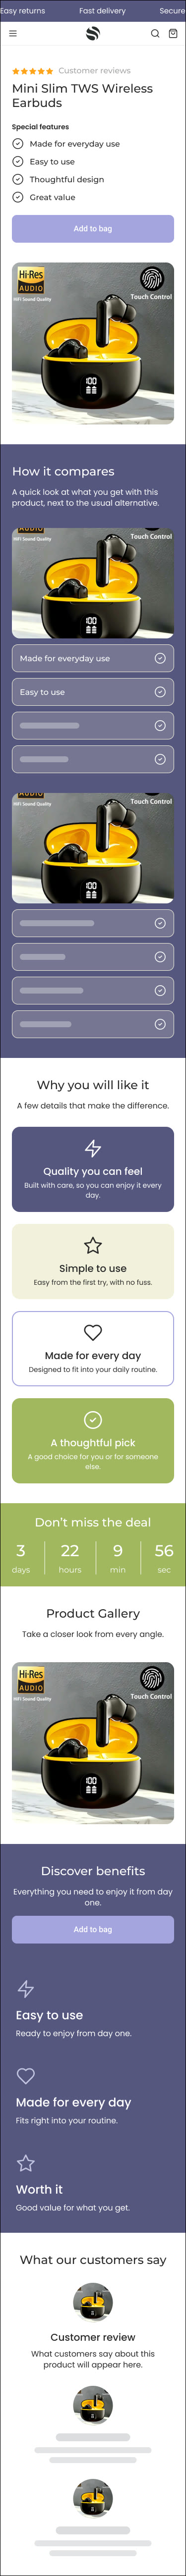 Easy returns
Fast delivery
Secure
Customer reviews
Mini Slim TWS Wireless
Earbuds
Special features
Made for everyday use
Easy to use
Thoughtful design
Great value
Add to bag
Hi-Res
AUDIO
HiFi Sound Quality
Touch Control
100
How it compares
A quick look at what you get with this
product, next to the usual alternative.
AUDIO
HiFi Sound Quality
Touch Control
100
Made for everyday use
Easy to use
AUDIO
HiFi Sound Quality
Touch Control
100
Why you will like it
A few details that make the difference.
Quality you can feel
Built with care, so you can enjoy it every
day.
Simple to use
Easy from the first try, with no fuss.
Made for every day
Designed to fit into your daily routine.
A thoughtful pick
A good choice for you or for someone
else.
Don't miss the deal
3 22 9 56
days hours min sec
Product Gallery
Take a closer look from every angle.
Hi-Res
AUDIO
HiFi Sound Quality
Touch Control
100
Discover benefits
Everything you need to enjoy it from day
one.
Add to bag
Easy to use
Ready to enjoy from day one.
Made for every day
Fits right into your routine.
Worth it
Good value for what you get.
What our customers say
Customer review
What customers say about this
product will appear here.